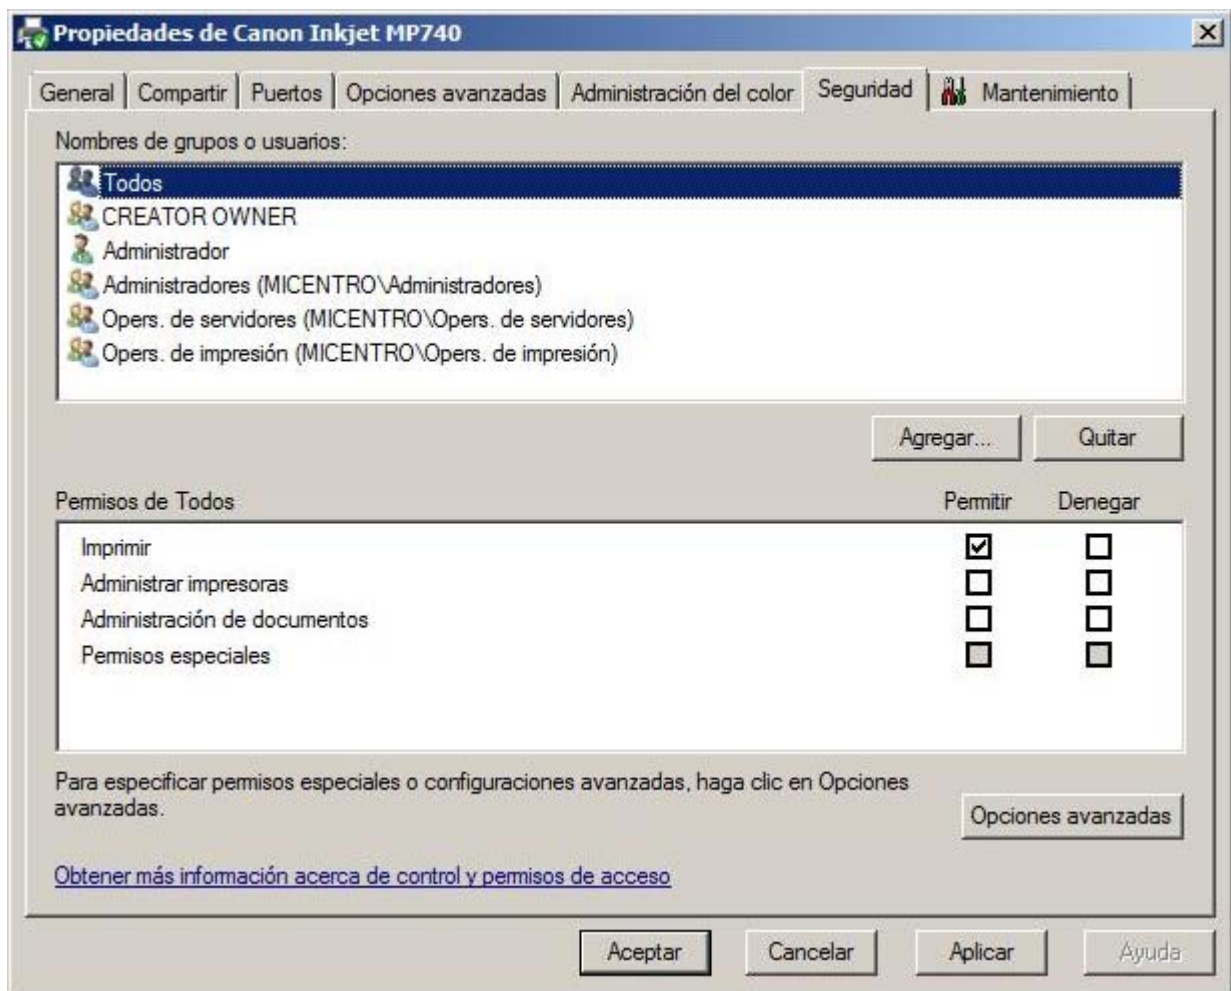 Propiedades de Canon Inkjet MP740
General
Compartir
Puertos
Opciones avanzadas
Administración del color
Seguridad
Mantenimiento
Nombres de grupos o usuarios:
Todos
CREATOR OWNER
Administrador
Administradores (MICENTRO\Administradores)
Opers. de servidores (MICENTRO\Opers. de servidores)
Opers. de impresión (MICENTRO\Opers. de impresión)
Agregar...
Quitar
Permisos de Todos
Permitir
Denegar
Imprimir
Administrar impresoras
Administración de documentos
Permisos especiales
Para especificar permisos especiales o configuraciones avanzadas, haga clic en Opciones
avanzadas.
Opciones avanzadas
Obtener más información acerca de control y permisos de acceso
Aceptar
Cancelar
Aplicar
Ayuda